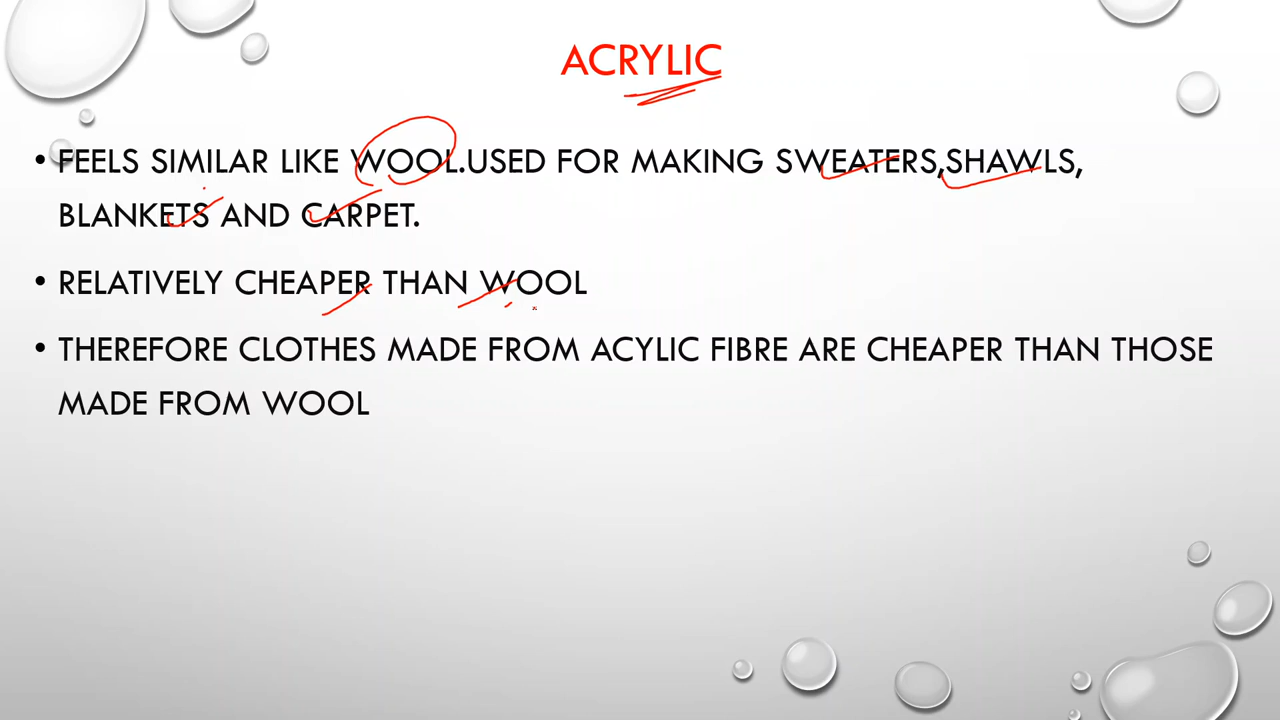 ACRYLIC
• FEELS SIMILAR LIKE WOOL.USED FOR MAKING SWEATERS,SHAWLS,
BLANKETS AND CARPET.
• RELATIVELY CHEAPER THAN WOOL
• THEREFORE CLOTHES MADE FROM ACYLIC FIBRE ARE CHEAPER THAN THOSE
MADE FROM WOOL